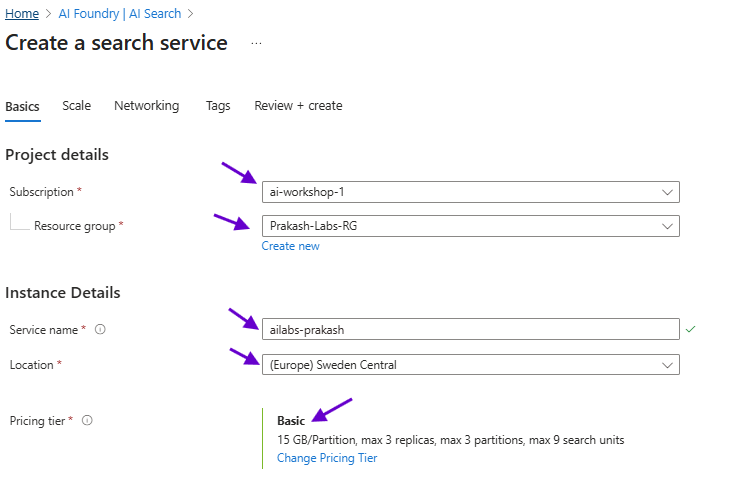 Home > AI Foundry | AI Search >
Create a search service ...
Basics Scale Networking Tags Review + create
Project details
Subscription * ai-workshop-1
Resource group * Prakash-Labs-RG
Create new
Instance Details
Service name * ailabs-prakash
Location * (Europe) Sweden Central
Pricing tier * Basic
15 GB/Partition, max 3 replicas, max 3 partitions, max 9 search units
Change Pricing Tier